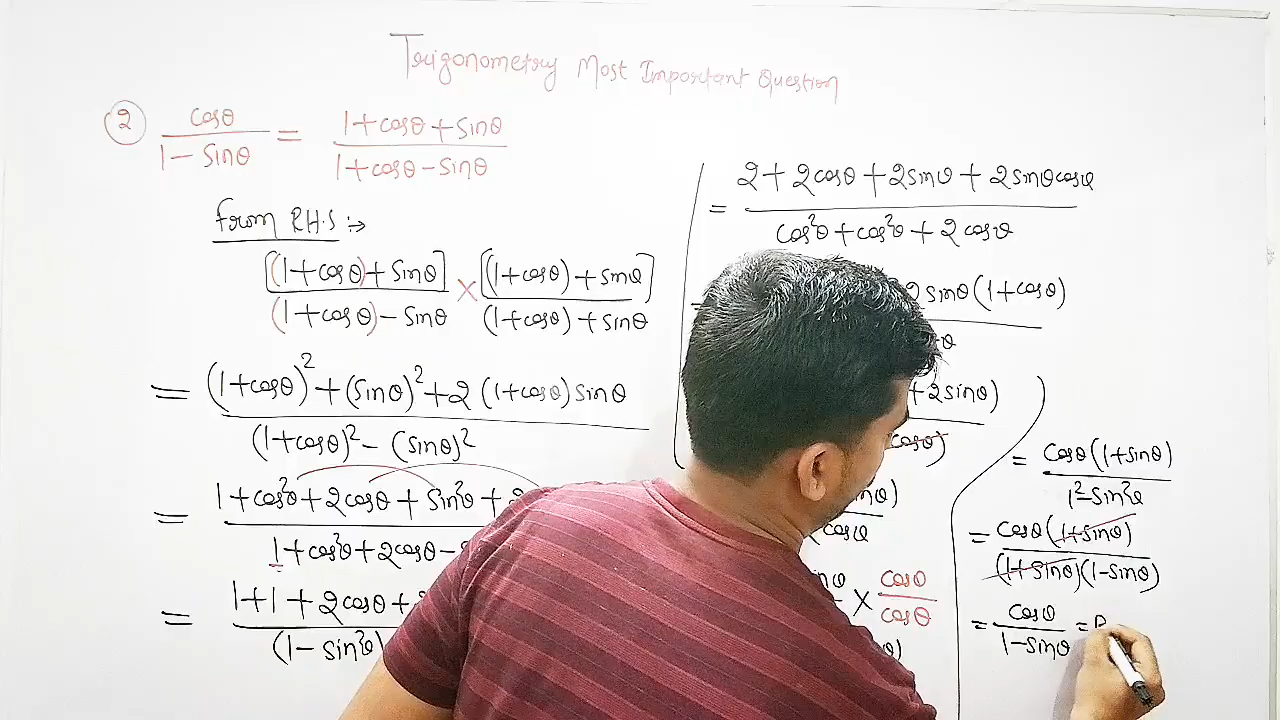 Trigonometry Most Important Question
② cosθ / 1 - sinθ = 1 + cosθ + sinθ / 1 + cosθ - sinθ
from R.H.S :->
[(1+cosθ) + sinθ] / (1+cosθ) - sinθ × [(1+cosθ) + sinθ] / (1+cosθ) + sinθ
= (1+cosθ)² + (sinθ)² + 2 (1+cosθ) sinθ / (1+cosθ)² - (sinθ)²
= 1 + cos²θ + 2cosθ + sin²θ + / 1 + cos²θ + 2cosθ -
= 1 + 1 + 2cosθ + / (1 - sin²θ)
= 2 + 2cosθ + 2sinθ + 2sinθcosθ / cos²θ + cos²θ + 2cosθ
2sinθ(1+cosθ)
+2sinθ)
cosθ)
cosθ
× cosθ / cosθ
= cosθ(1+sinθ) / 1² - sin²θ
= cosθ(1+sinθ) / (1+sinθ)(1-sinθ)
= cosθ / 1 - sinθ =